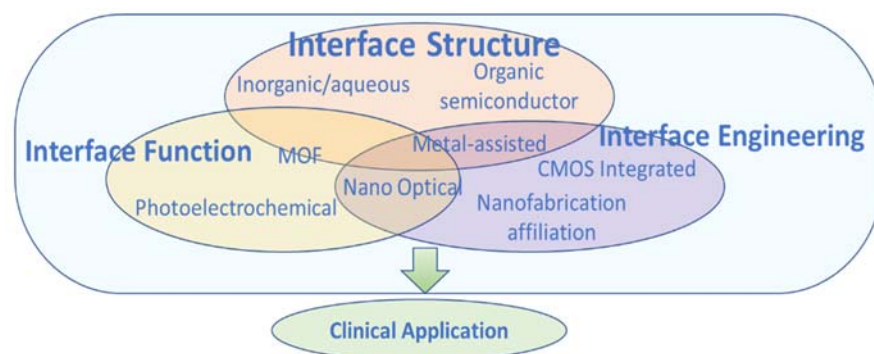 Interface Structure
Inorganic/aqueous
Organic
semiconductor
Interface Function
MOF
Metal-assisted
Interface Engineering
CMOS Integrated
Nano Optical
Photoelectrochemical
Nanofabrication
affiliation
Clinical Application